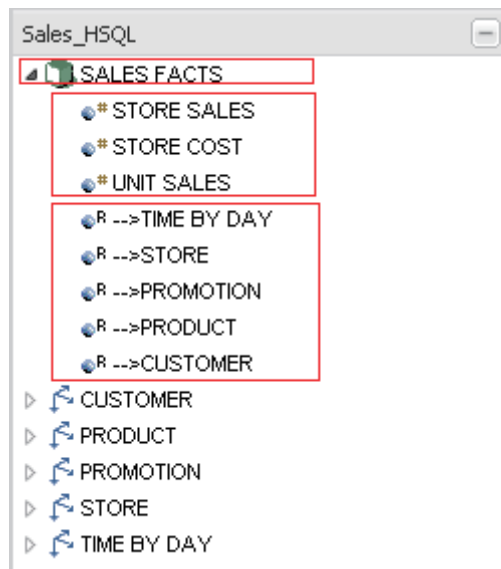 Sales_HSQL
SALES FACTS
# STORE SALES
# STORE COST
# UNIT SALES
R -->TIME BY DAY
R -->STORE
R -->PROMOTION
R -->PRODUCT
R -->CUSTOMER
CUSTOMER
PRODUCT
PROMOTION
STORE
TIME BY DAY